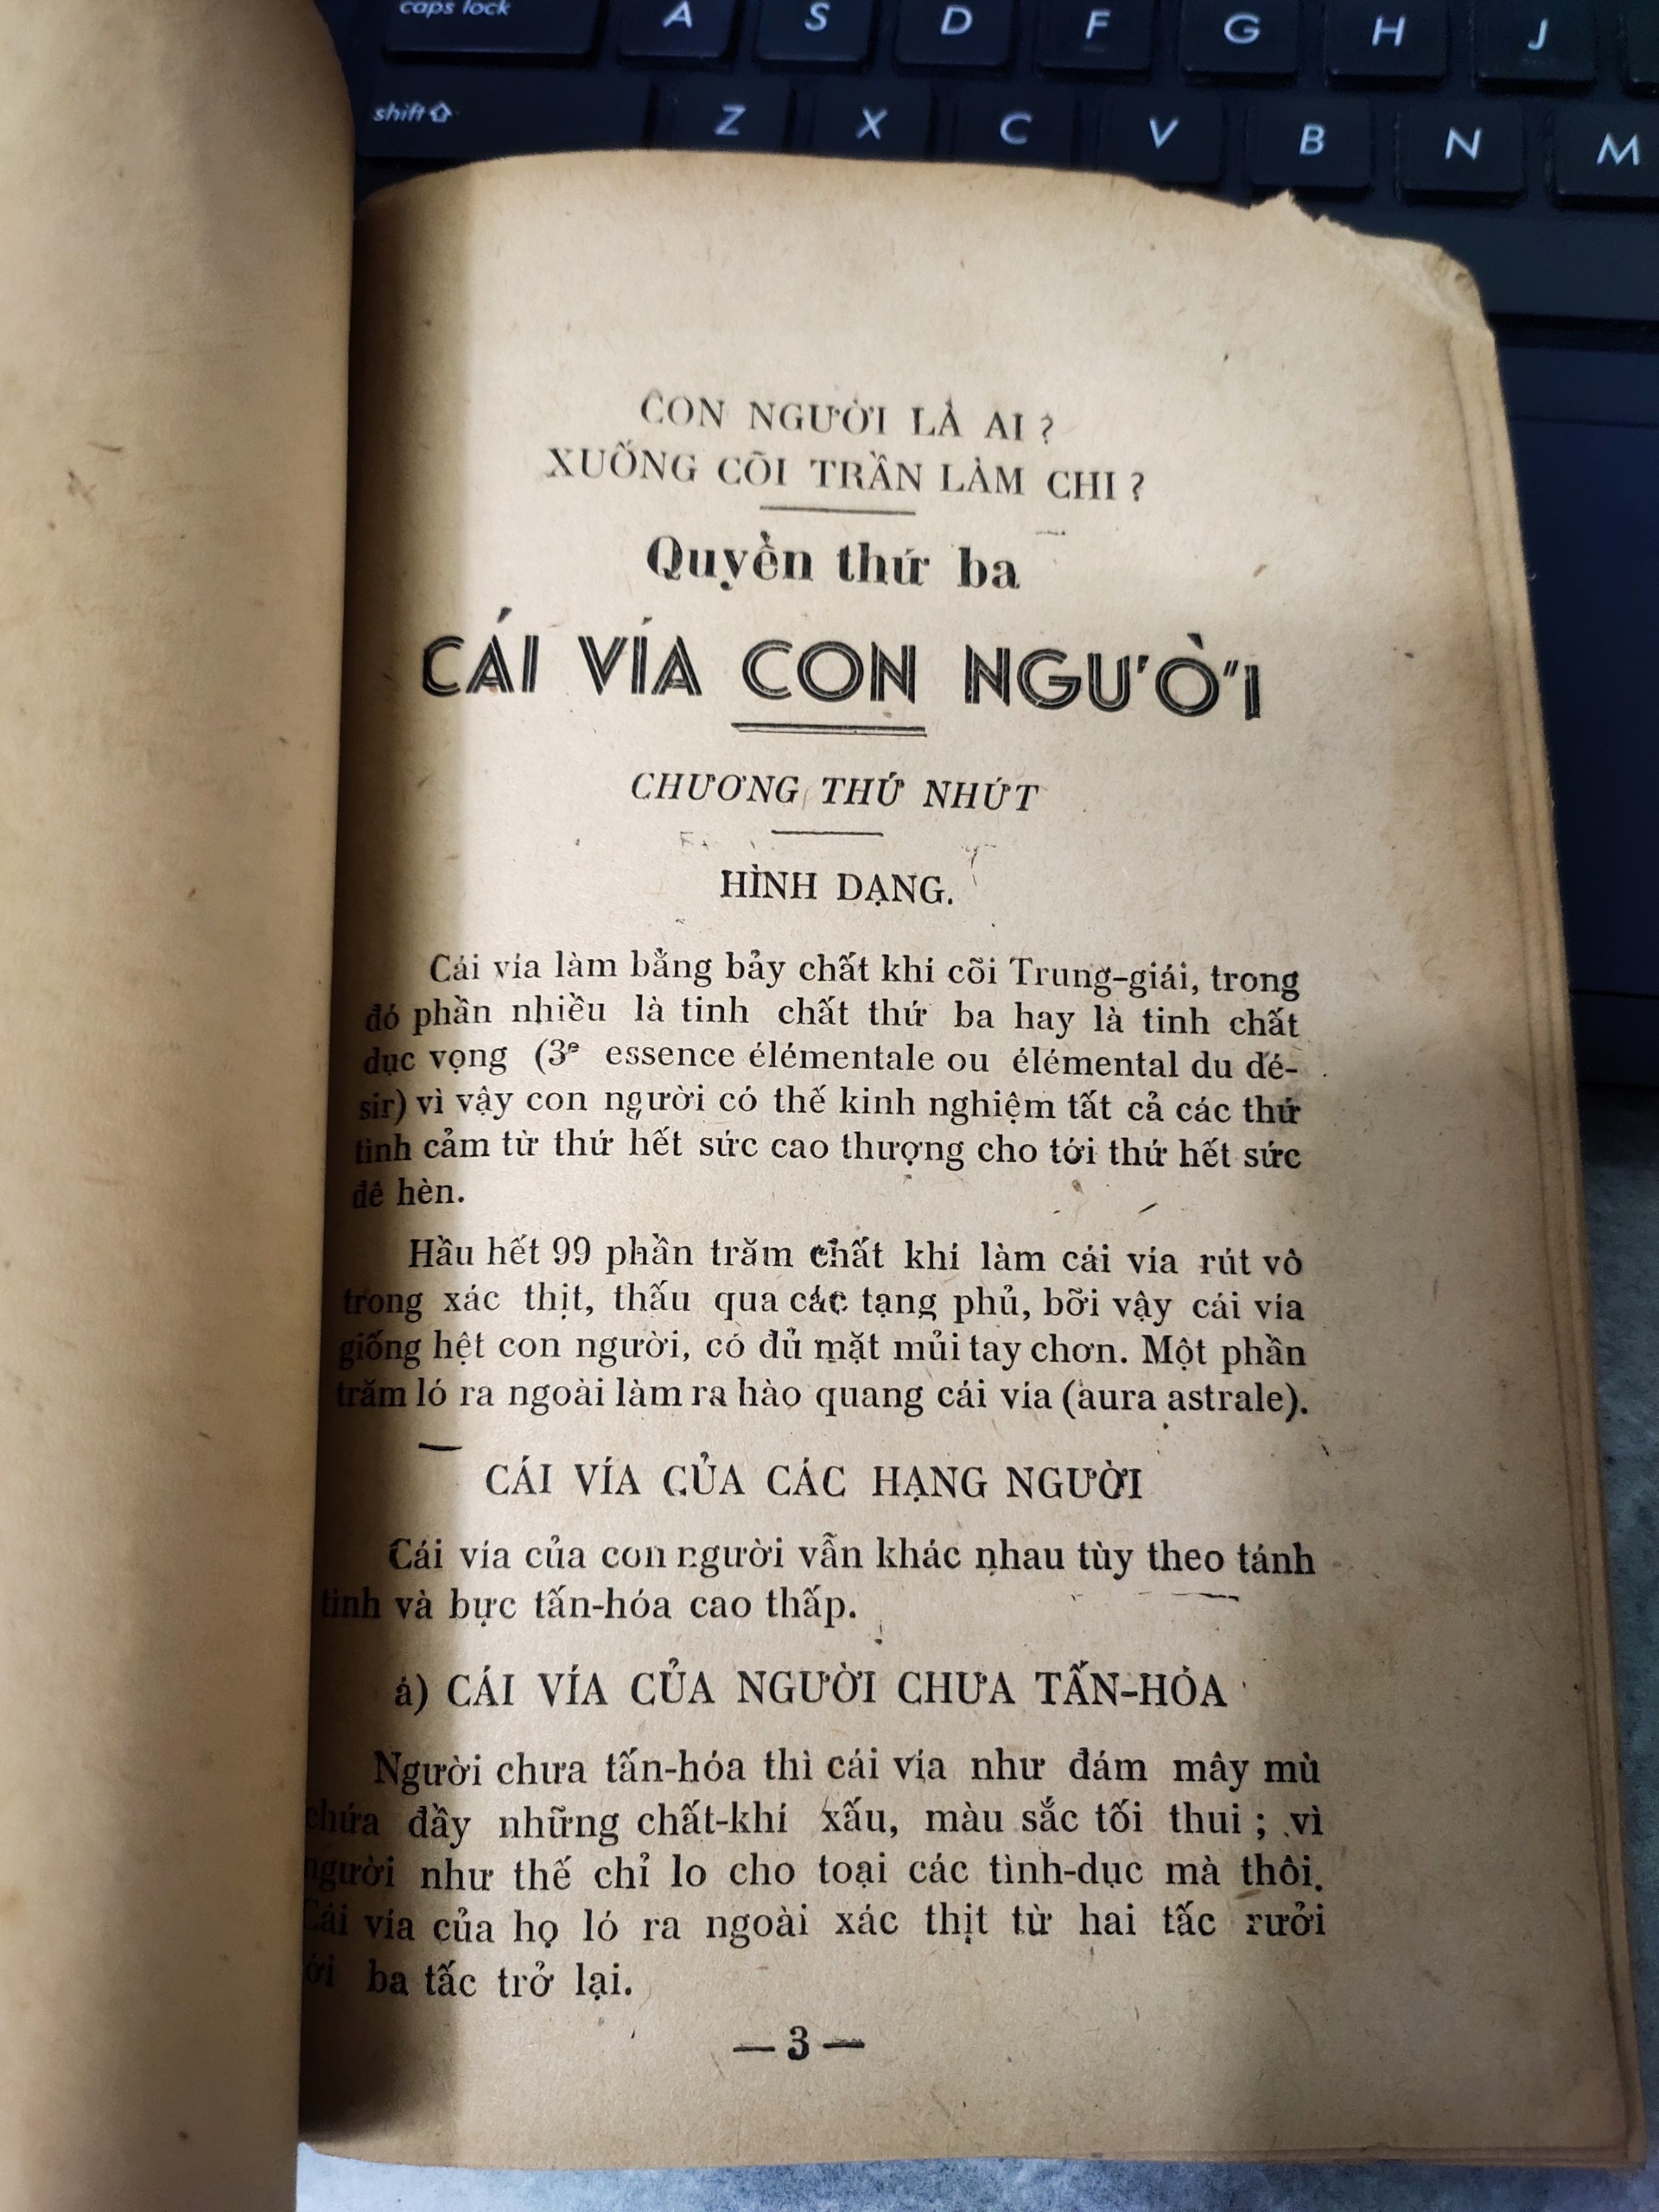 caps lock A S D F G H J
shift Z X C V B N M
CON NGƯỜI LÀ AI ?
XUỐNG CÕI TRẦN LÀM CHI ?
Quyển thứ ba
CÁI VÍA CON NGƯỜI
CHƯƠNG THỨ NHỨT
HÌNH DẠNG.
Cái vía làm bằng bảy chất khí cõi Trung-giái, trong
đó phần nhiều là tinh chất thứ ba hay là tinh chất
dục vọng (3e essence élémentale ou élémental du dé-
sir) vì vậy con người có thế kinh nghiệm tất cả các thứ
tình cảm từ thứ hết sức cao thượng cho tới thứ hết sức
đê hèn.
Hầu hết 99 phần trăm chất khí làm cái vía rút vô
trong xác thịt, thấu qua các tạng phủ, bỡi vậy cái vía
giống hệt con người, có đủ mặt mủi tay chơn. Một phần
trăm ló ra ngoài làm ra hào quang cái vía (aura astrale).
CÁI VÍA CỦA CÁC HẠNG NGƯỜI
Cái vía của con người vẫn khác nhau tùy theo tánh
tình và bực tấn-hóa cao thấp.
a) CÁI VÍA CỦA NGƯỜI CHƯA TẤN-HÓA
Người chưa tấn-hóa thì cái vía như đám mây mù
chứa đầy những chất-khí xấu, màu sắc tối thui ; vì
người như thế chỉ lo cho toại các tình-dục mà thôi.
Cái vía của họ ló ra ngoài xác thịt từ hai tấc rưởi
ới ba tấc trở lại.
— 3 —